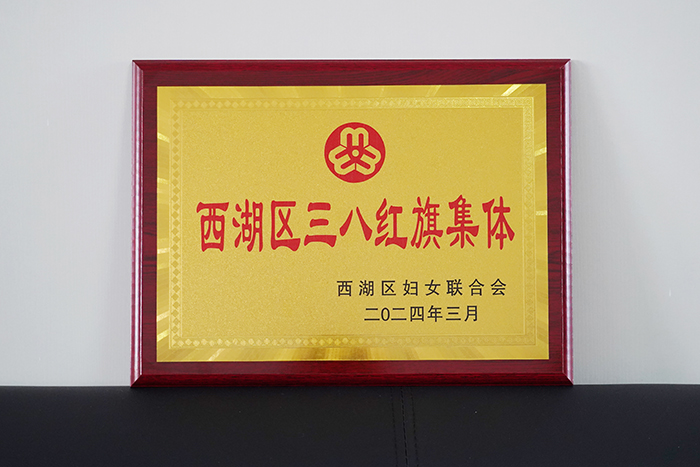 西湖区三八红旗集体
西湖区妇女联合会
二0二四年三月